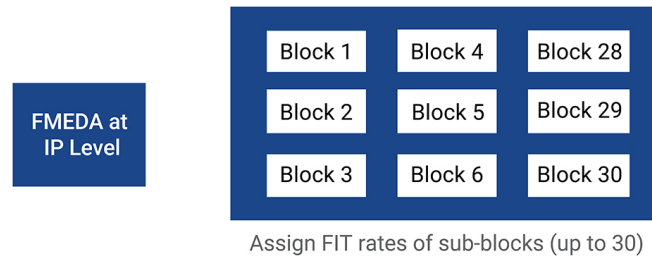 FMEDA at
IP Level
Block 1
Block 4
Block 28
Block 2
Block 5
Block 29
Block 3
Block 6
Block 30
Assign FIT rates of sub-blocks (up to 30)